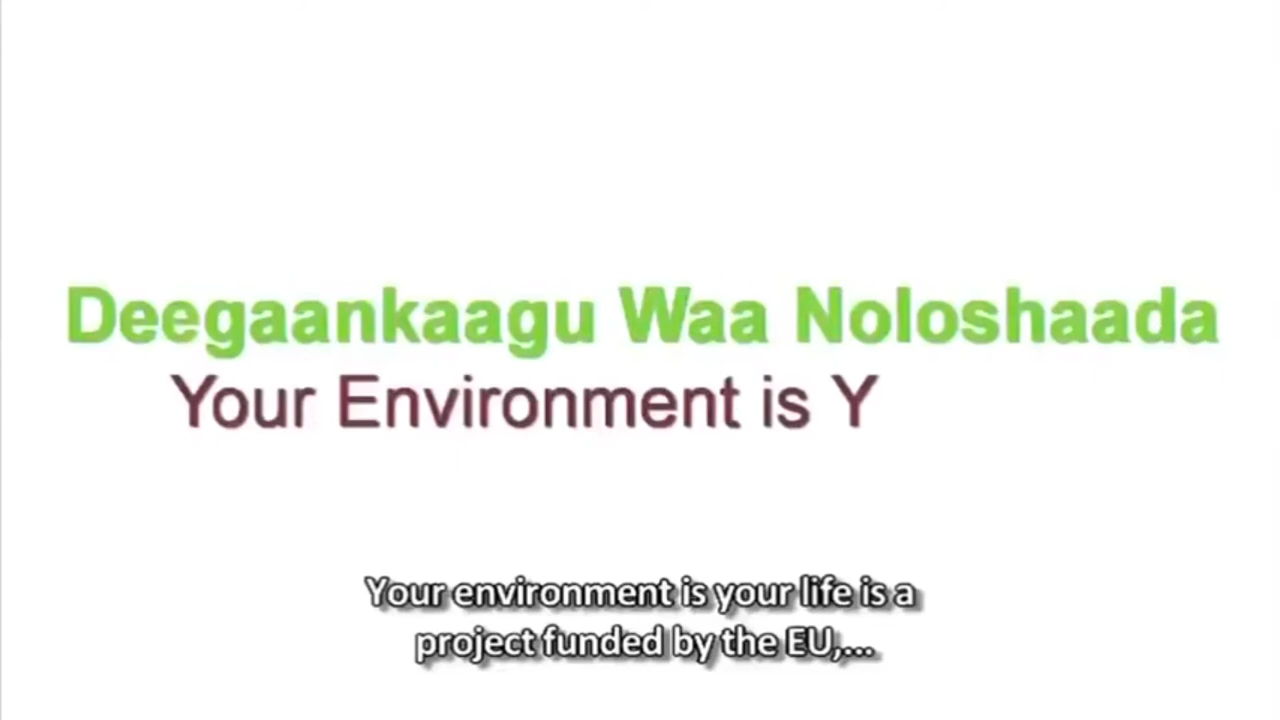 Deegaankaagu Waa Noloshaada
Your Environment is Y
Your environment is your life is a
project funded by the EU,...